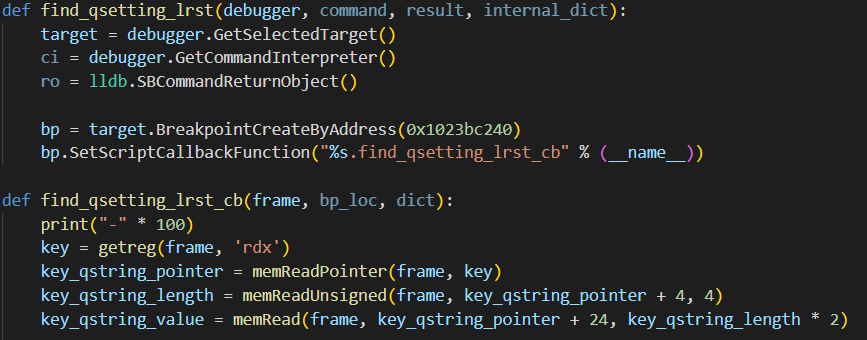 def find_qsetting_lrst(debugger, command, result, internal_dict):
    target = debugger.GetSelectedTarget()
    ci = debugger.GetCommandInterpreter()
    ro = lldb.SBCommandReturnObject()

    bp = target.BreakpointCreateByAddress(0x1023bc240)
    bp.SetScriptCallbackFunction("%s.find_qsetting_lrst_cb" % (__name__))

def find_qsetting_lrst_cb(frame, bp_loc, dict):
    print("-" * 100)
    key = getreg(frame, 'rdx')
    key_qstring_pointer = memReadPointer(frame, key)
    key_qstring_length = memReadUnsigned(frame, key_qstring_pointer + 4, 4)
    key_qstring_value = memRead(frame, key_qstring_pointer + 24, key_qstring_length * 2)